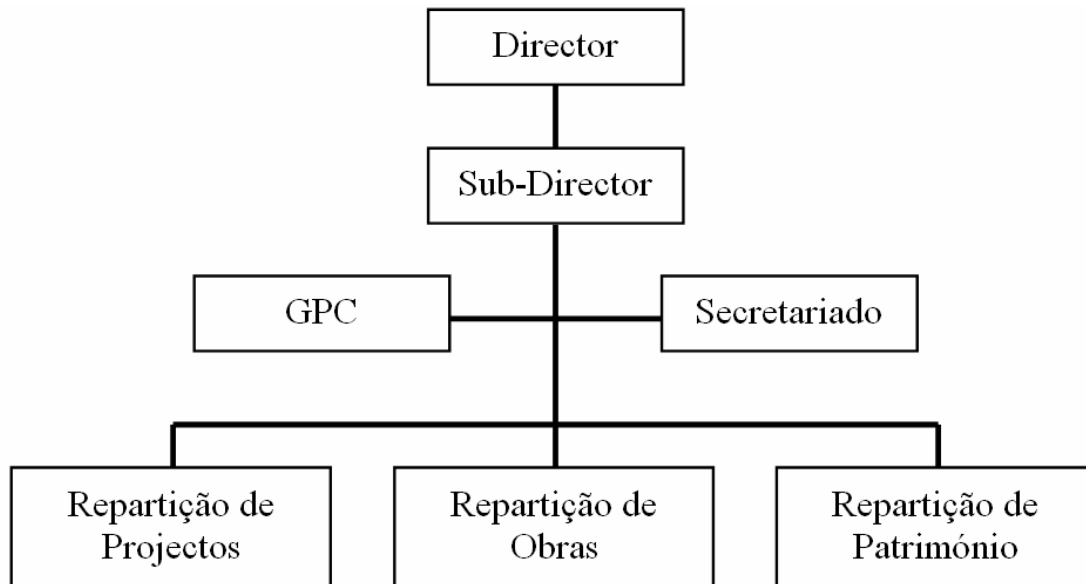 Director
Sub-Director
GPC
Secretariado
Repartição de
Projectos
Repartição de
Obras
Repartição de
Património